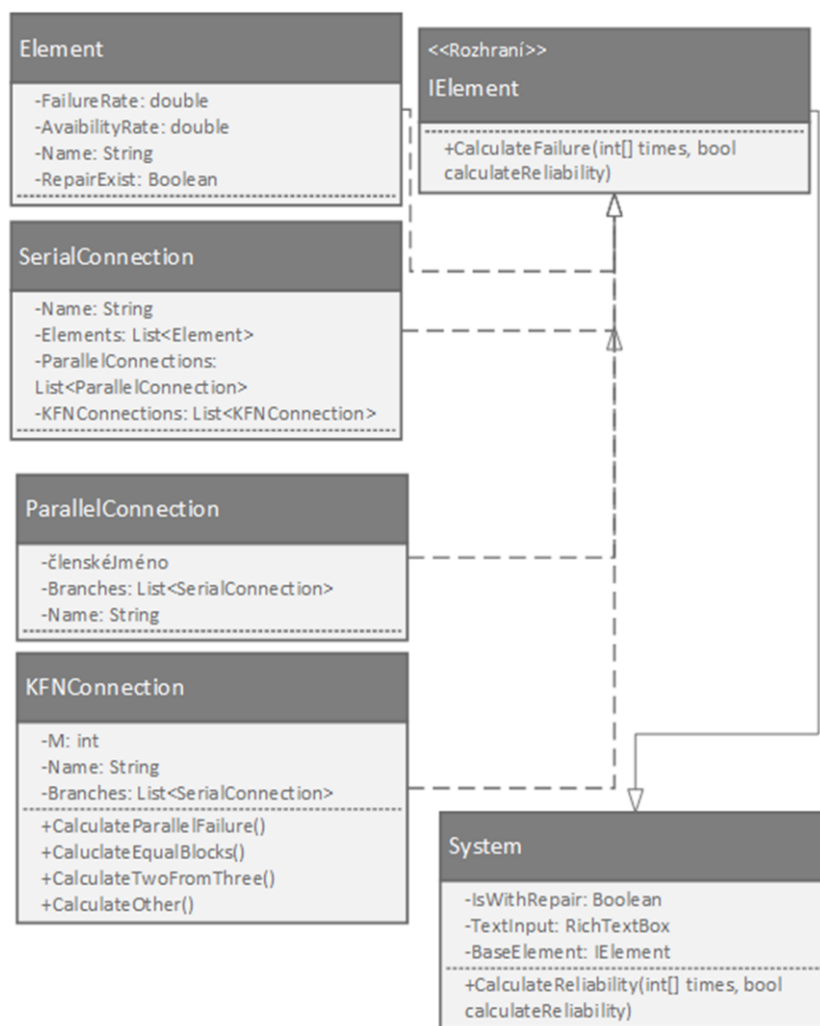 Element
-FailureRate: double
-AvaibilityRate: double
-Name: String
-RepairExist: Boolean
<<Rozhraní>>
IElement
+CalculateFailure(int[] times, bool
calculateReliability)
SerialConnection
-Name: String
-Elements: List<Element>
-ParallelConnections:
List<ParallelConnection>
-KFNConnections: List<KFNConnection>
ParallelConnection
-členskéJméno
-Branches: List<SerialConnection>
-Name: String
KFNConnection
-M: int
-Name: String
-Branches: List<SerialConnection>
+CalculateParallelFailure()
+CaluclateEqualBlocks()
+CalculateTwoFromThree()
+CalculateOther()
System
-IsWithRepair: Boolean
-TextInput: RichTextBox
-BaseElement: IElement
+CalculateReliability(int[] times, bool
calculateReliability)